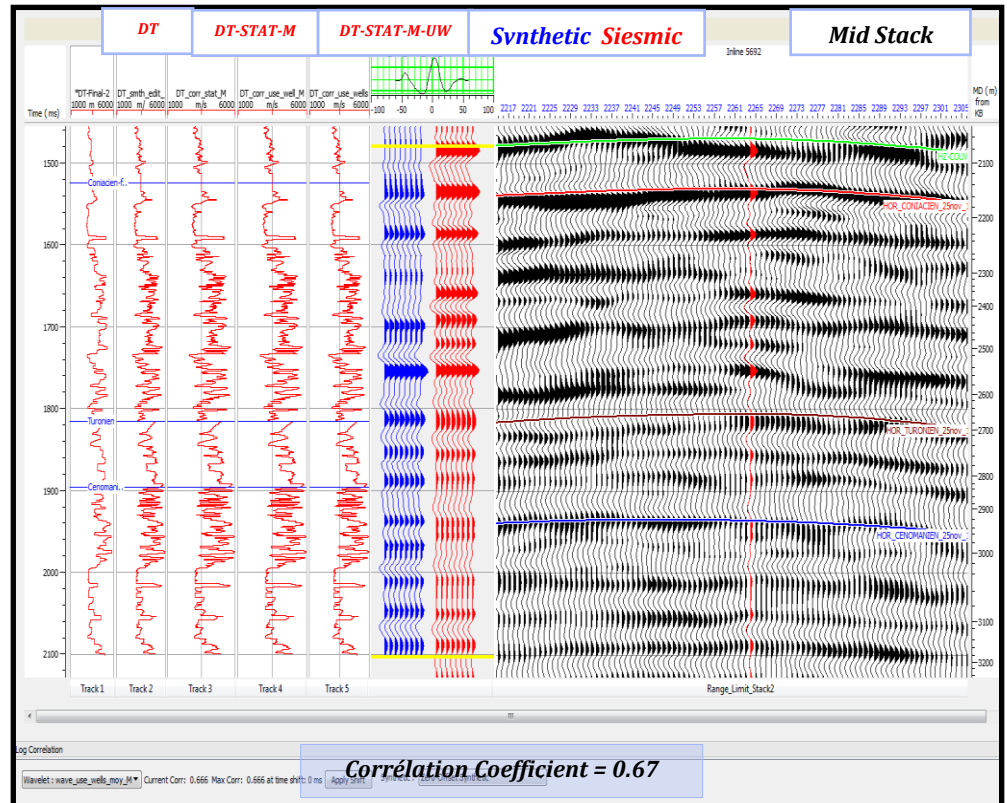 DT DT-STAT-M DT-STAT-M-UW Synthetic Siesmic Mid Stack
Inline 5692
*DT-Final-2 DT_smth_edit_ DT_corr_stat_M DT_corr_use_well_M DT_corr_use_wells
1000 m 6000 1000 m/ 6000 1000 m/s 6000 1000 m/s 6000 1000 m/s 6000 -100 -50 0 50 100
2217 2221 2225 2229 2233 2237 2241 2245 2249 2253 2257 2261 2265 2269 2273 2277 2281 2285 2289 2293 2297 2301 2305
Time (ms)
MD (m)
from
KB
1500
1600
1700
1800
1900
2000
2100
Coniacien-f..
Turonien
Cenomani..
HOR_CONIACIEN_25nov_
HOR_TURONIEN_25nov_
HOR_CENOMANIEN_25nov_
2100
2200
2300
2400
2500
2600
2700
2800
2900
3000
3100
3200
Track 1 Track 2 Track 3 Track 4 Track 5 Range_Limit_Stack2
Log Correlation
Corrélation Coefficient = 0.67
Wavelet: wave_use_wells_moy_M Current Corr: 0.666 Max Corr: 0.666 at time shift: 0 ms Apply Shift